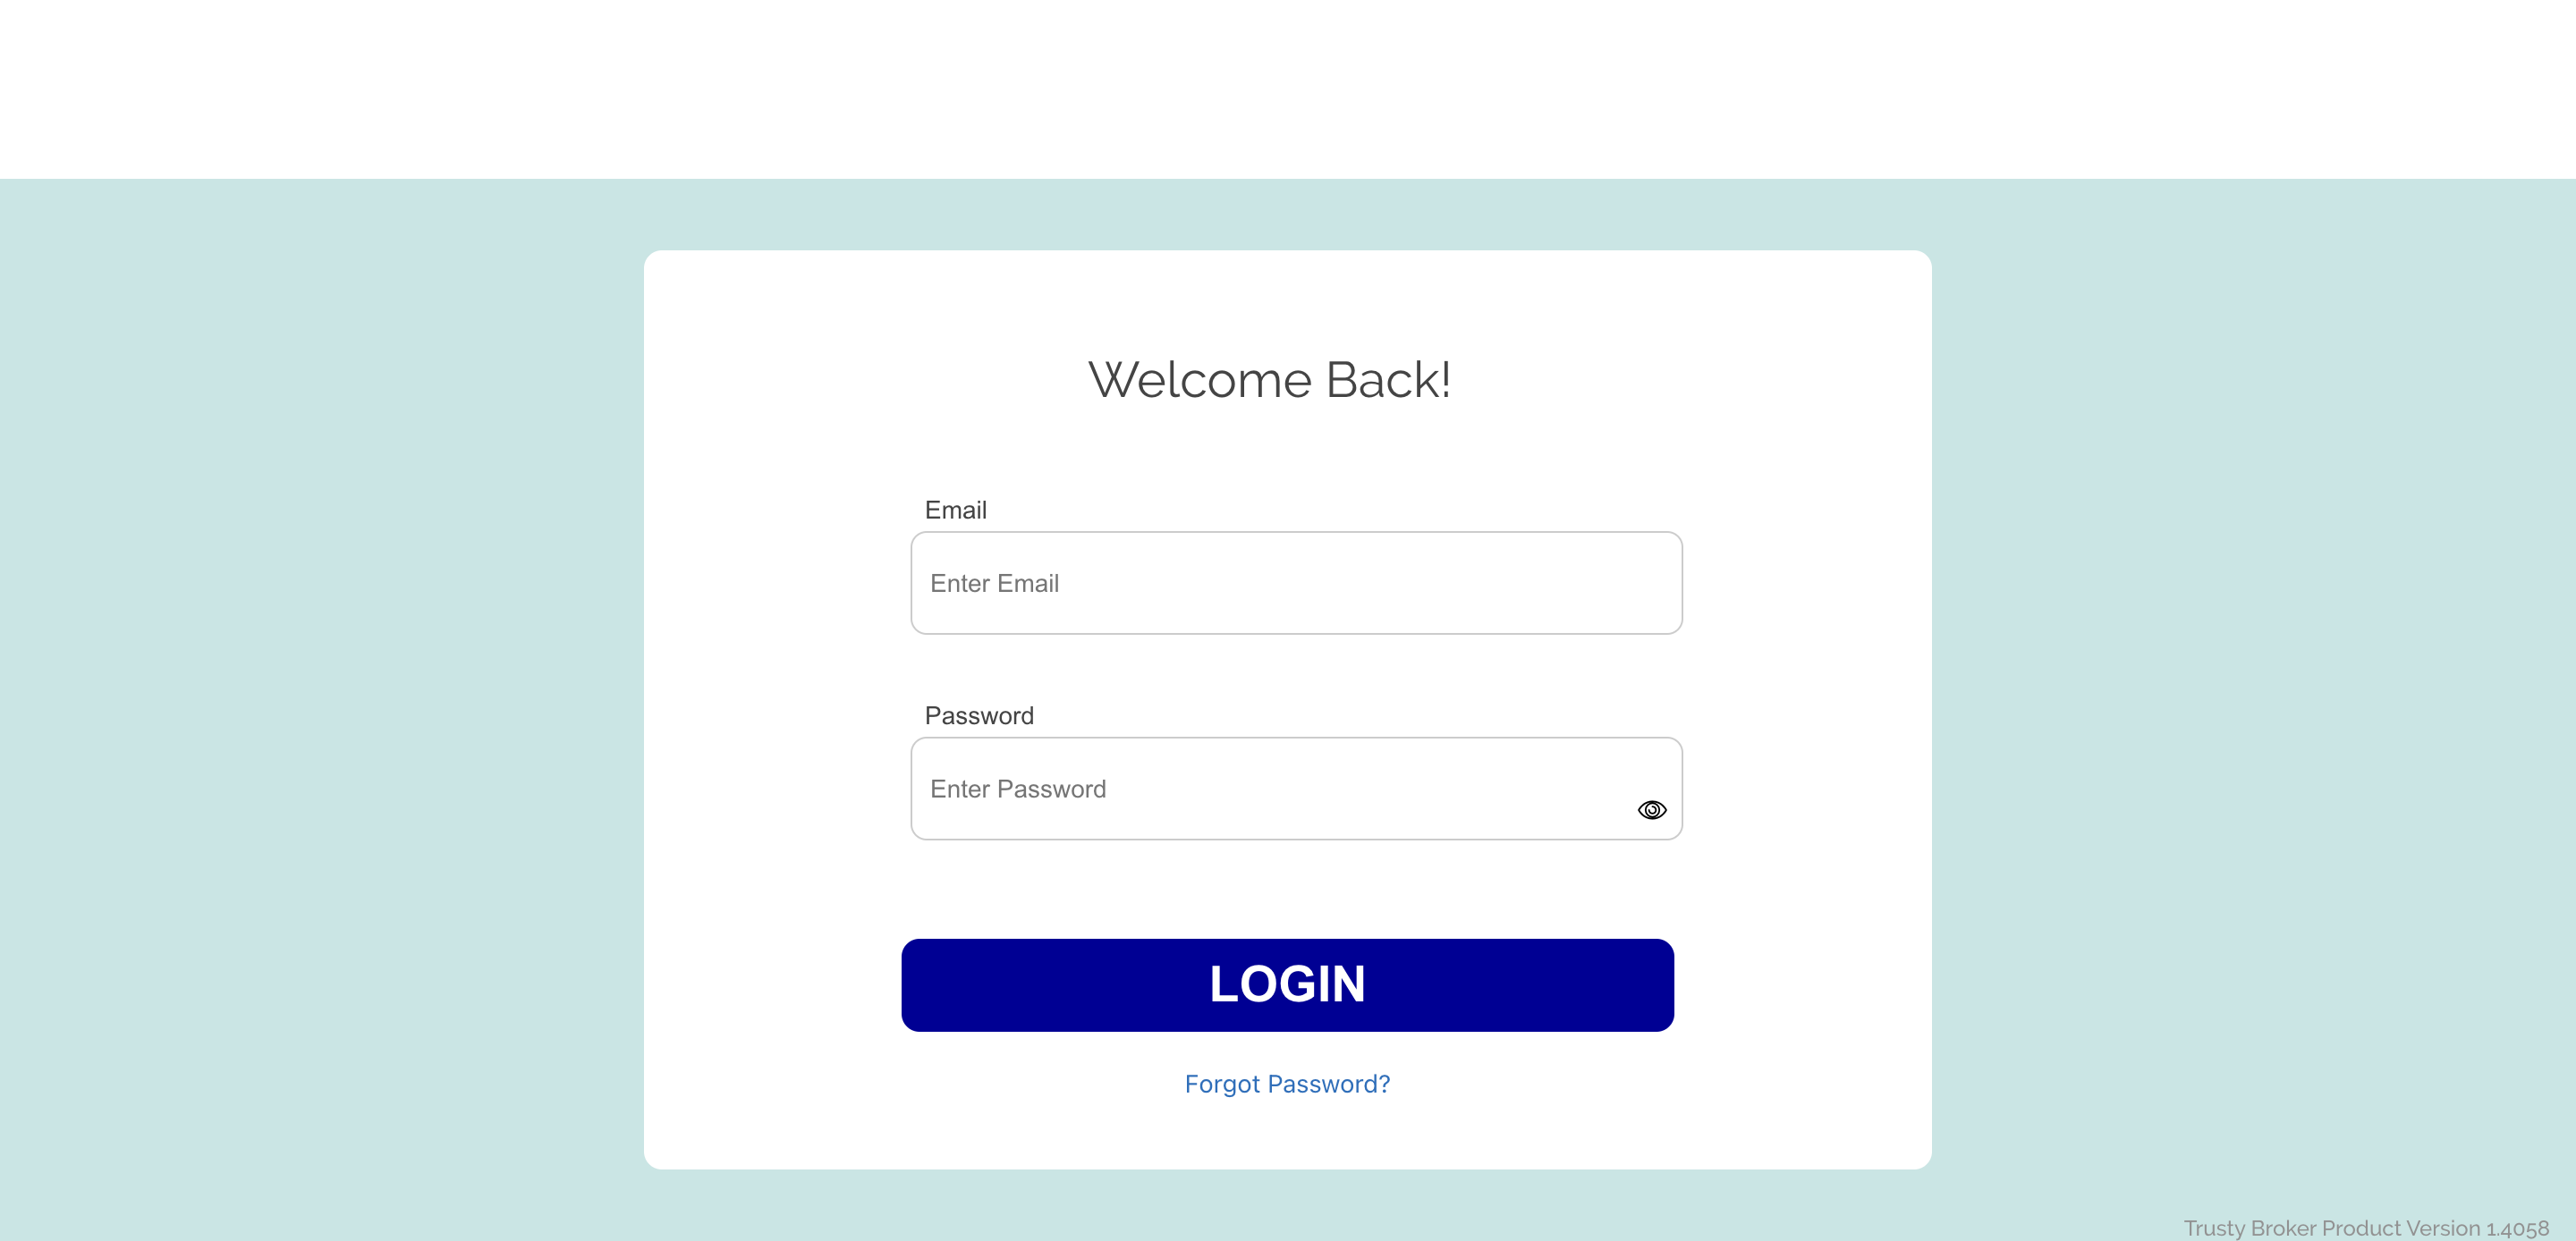 Welcome Back!
Email
Enter Email
Password
Enter Password
LOGIN
Forgot Password?
Trusty Broker Product Version 1.4058